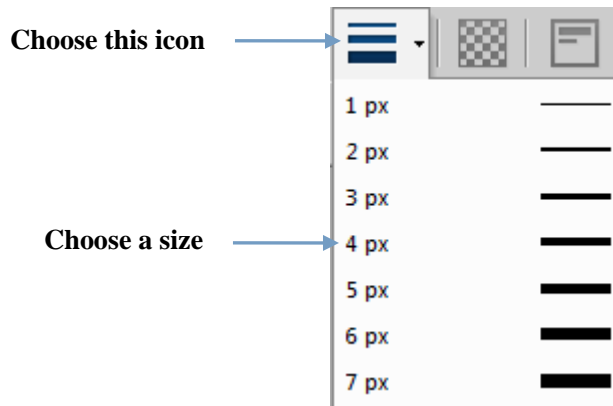 Choose this icon
1 px
2 px
3 px
Choose a size
4 px
5 px
6 px
7 px